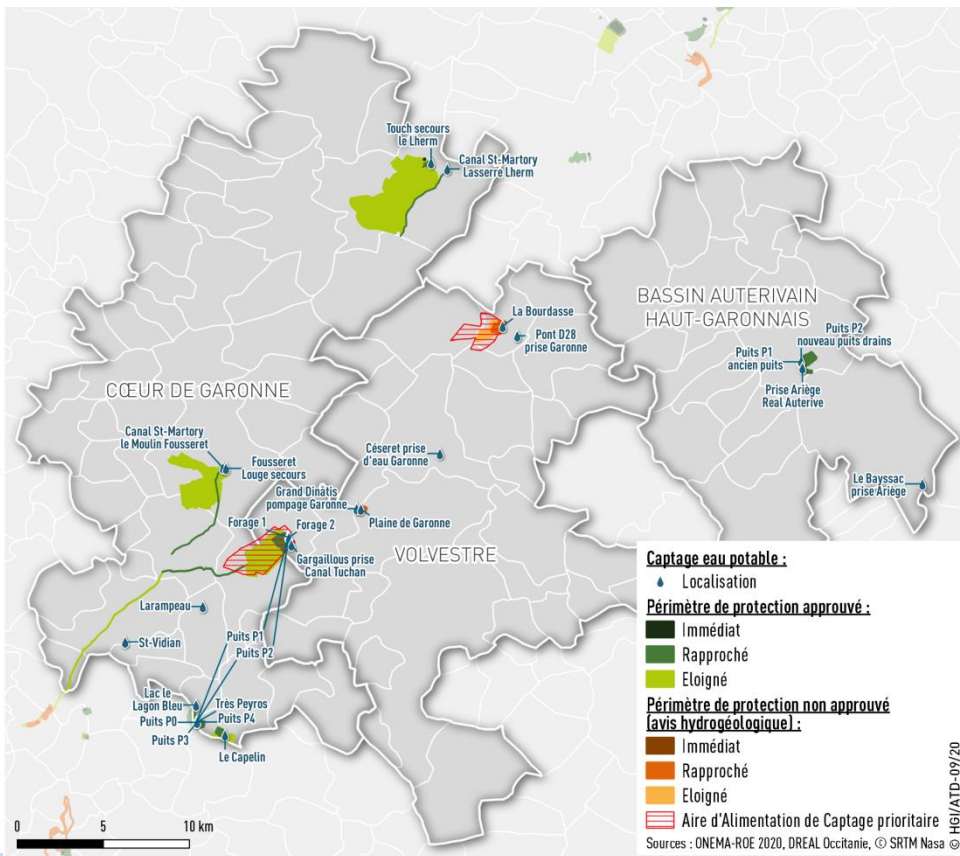 Touch secours
le Lherm
Canal St-Martory
Lasserre Lherm
BASSIN AUTERIVAIN
HAUT-GARONNAIS
La Bourdasse
Pont D28
prise Garonne
Puits P2
nouveau puits drains
Puits P1
ancien puits
Prise Ariège
Real Auterive
CŒUR DE GARONNE
Canal St-Martory
le Moulin Fousseret
Fousseret
Louge secours
Céseret prise
d'eau Garonne
Le Bayssac
prise Ariège
Grand Dinâtis
pompage Garonne
Plaine de Garonne
Forage 1
Forage 2
Gargaillous prise
Canal Tuchan
VOLVESTRE
Larampeau
St-Vidian
Puits P1
Puits P2
Lac le
Lagon Bleu
Très Peyros
Puits P0
Puits P4
Puits P3
Le Capelin
0 5 10 km
Captage eau potable :
Localisation
Périmètre de protection approuvé :
Immédiat
Rapproché
Eloigné
Périmètre de protection non approuvé
(avis hydrogéologique) :
Immédiat
Rapproché
Eloigné
Aire d'Alimentation de Captage prioritaire
Sources : ONEMA-ROE 2020, DREAL Occitanie, © SRTM Nasa
© HGI/ATD-09/20